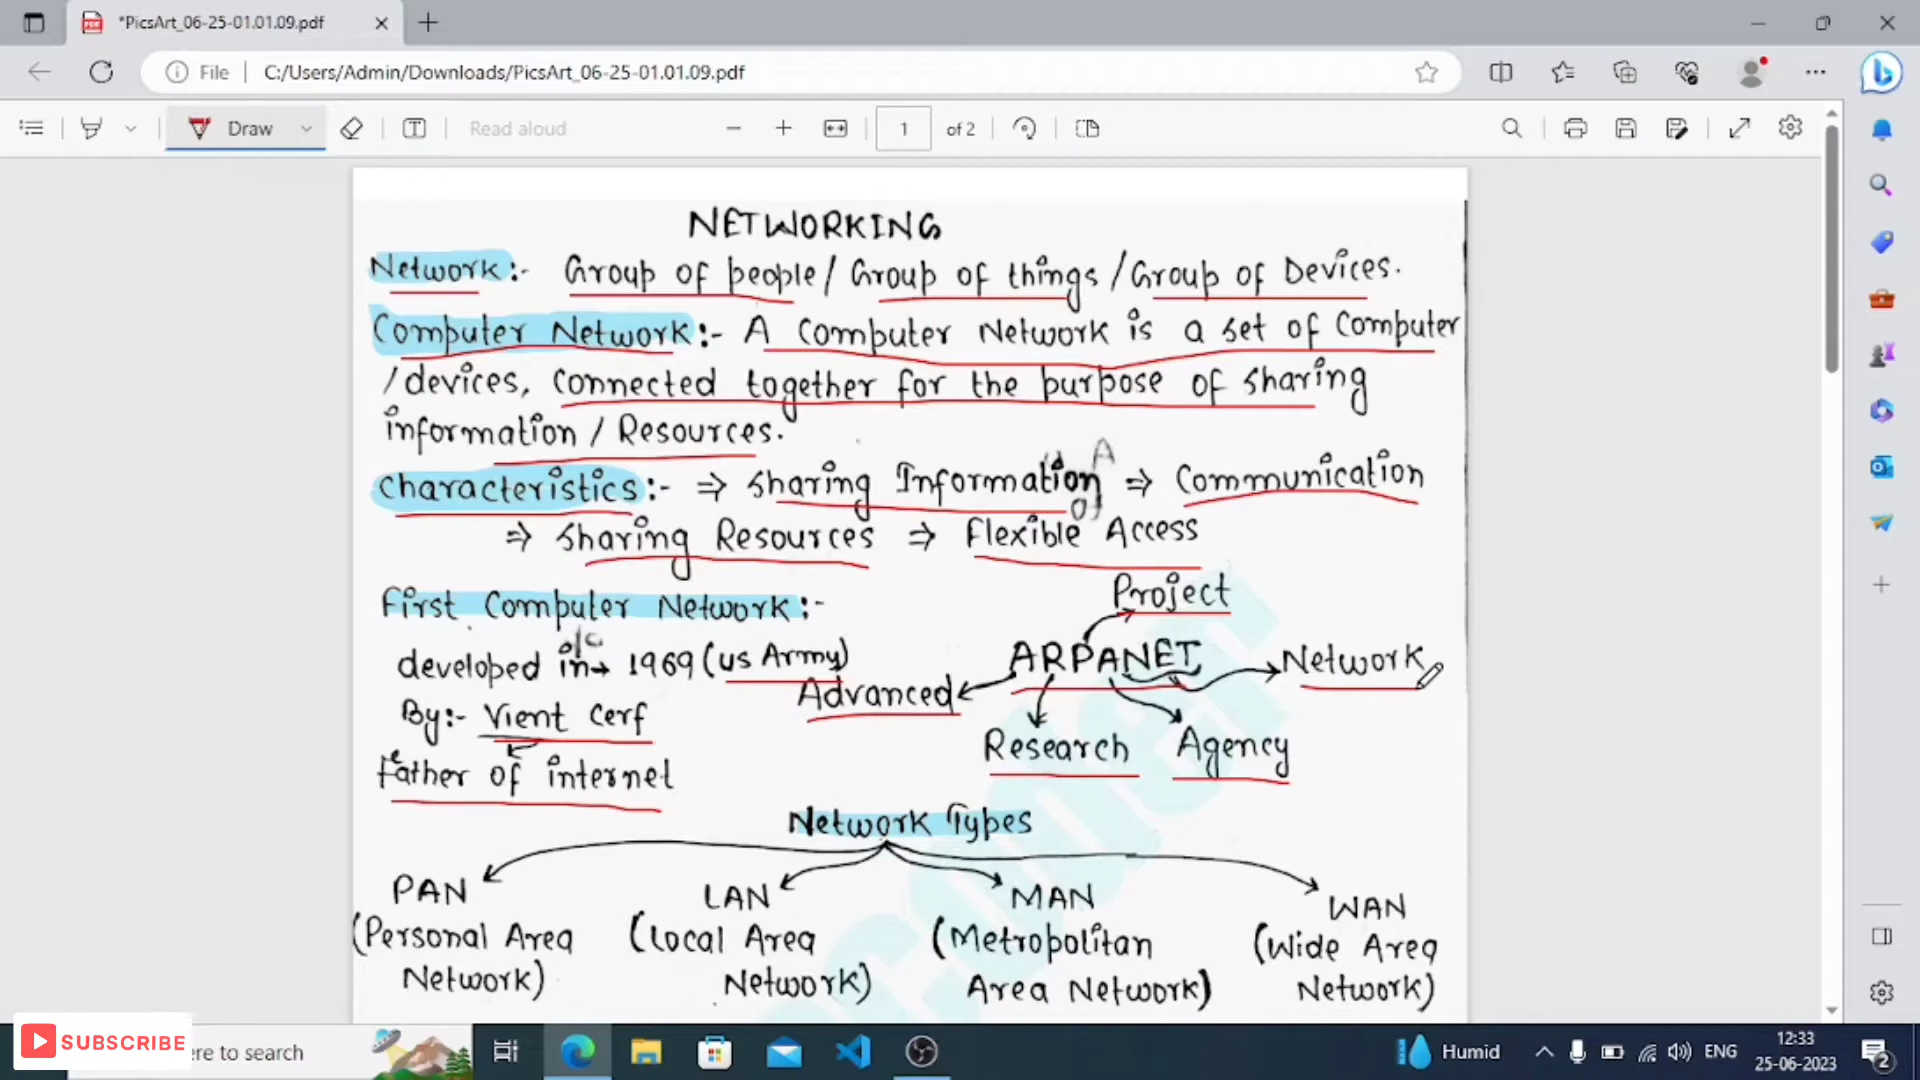 *PicsArt_06-25-01.01.09.pdf
File
C:/Users/Admin/Downloads/PicsArt_06-25-01.01.09.pdf
Draw
Read aloud
1 of 2
NETWORKING
Network:- Group of people/ Group of things/Group of Devices.
Computer Network:- A Computer Network is a set of Computer
/devices, Connected together for the purpose of sharing
information / Resources.
Characteristics:- ⇒ Sharing Information ⇒ Communication
⇒ Sharing Resources ⇒ Flexible Access
First Computer Network:-
Project
developed in→ 1969 (US Army)
ARPANET
Network
Advanced
By:- Vient Cerf
Research
Agency
Father of internet
Network Types
PAN
(Personal Area
Network)
LAN
(Local Area
Network)
MAN
(Metropolitan
Area Network)
WAN
(Wide Area
Network)
SUBSCRIBE
ere to search
Humid
ENG
12:33
25-06-2023
2